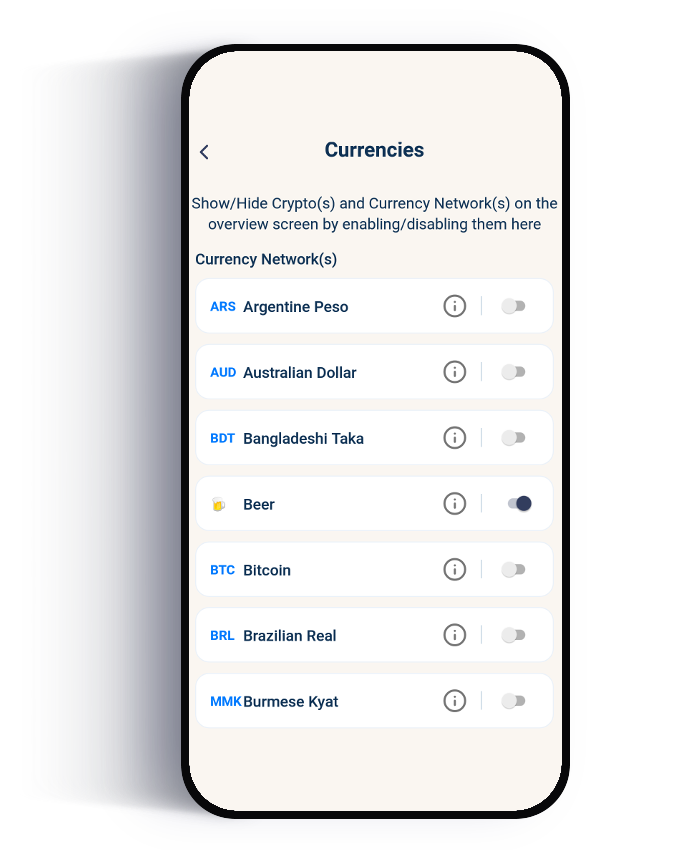 Currencies
Show/Hide Crypto(s) and Currency Network(s) on the
overview screen by enabling/disabling them here
Currency Network(s)
ARS Argentine Peso
AUD Australian Dollar
BDT Bangladeshi Taka
🍺 Beer
BTC Bitcoin
BRL Brazilian Real
MMK Burmese Kyat